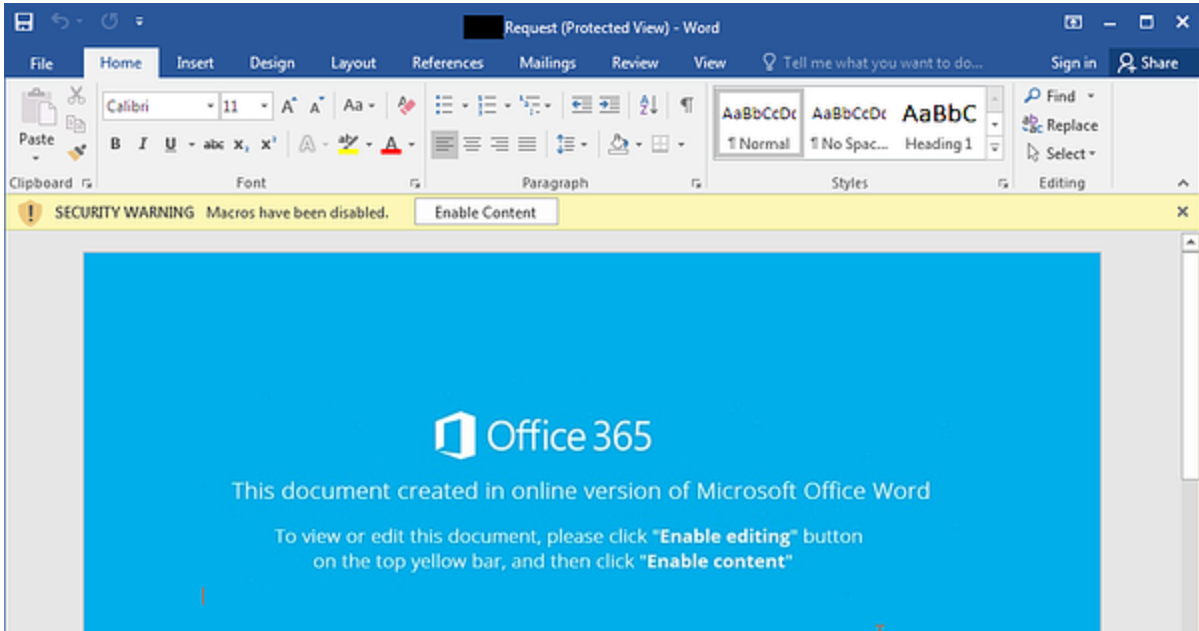 Request (Protected View) - Word
File Home Insert Design Layout References Mailings Review View Tell me what you want to do... Sign in Share
Paste
Calibri 11 A A Aa
B I U abc x, x' A aby A
AaBbCcDc AaBbCcDc AaBbC
¶ Normal ¶ No Spac... Heading 1
Find
Replace
Select
Clipboard Font Paragraph Styles Editing
SECURITY WARNING Macros have been disabled. Enable Content
Office 365
This document created in online version of Microsoft Office Word
To view or edit this document, please click "Enable editing" button
on the top yellow bar, and then click "Enable content"